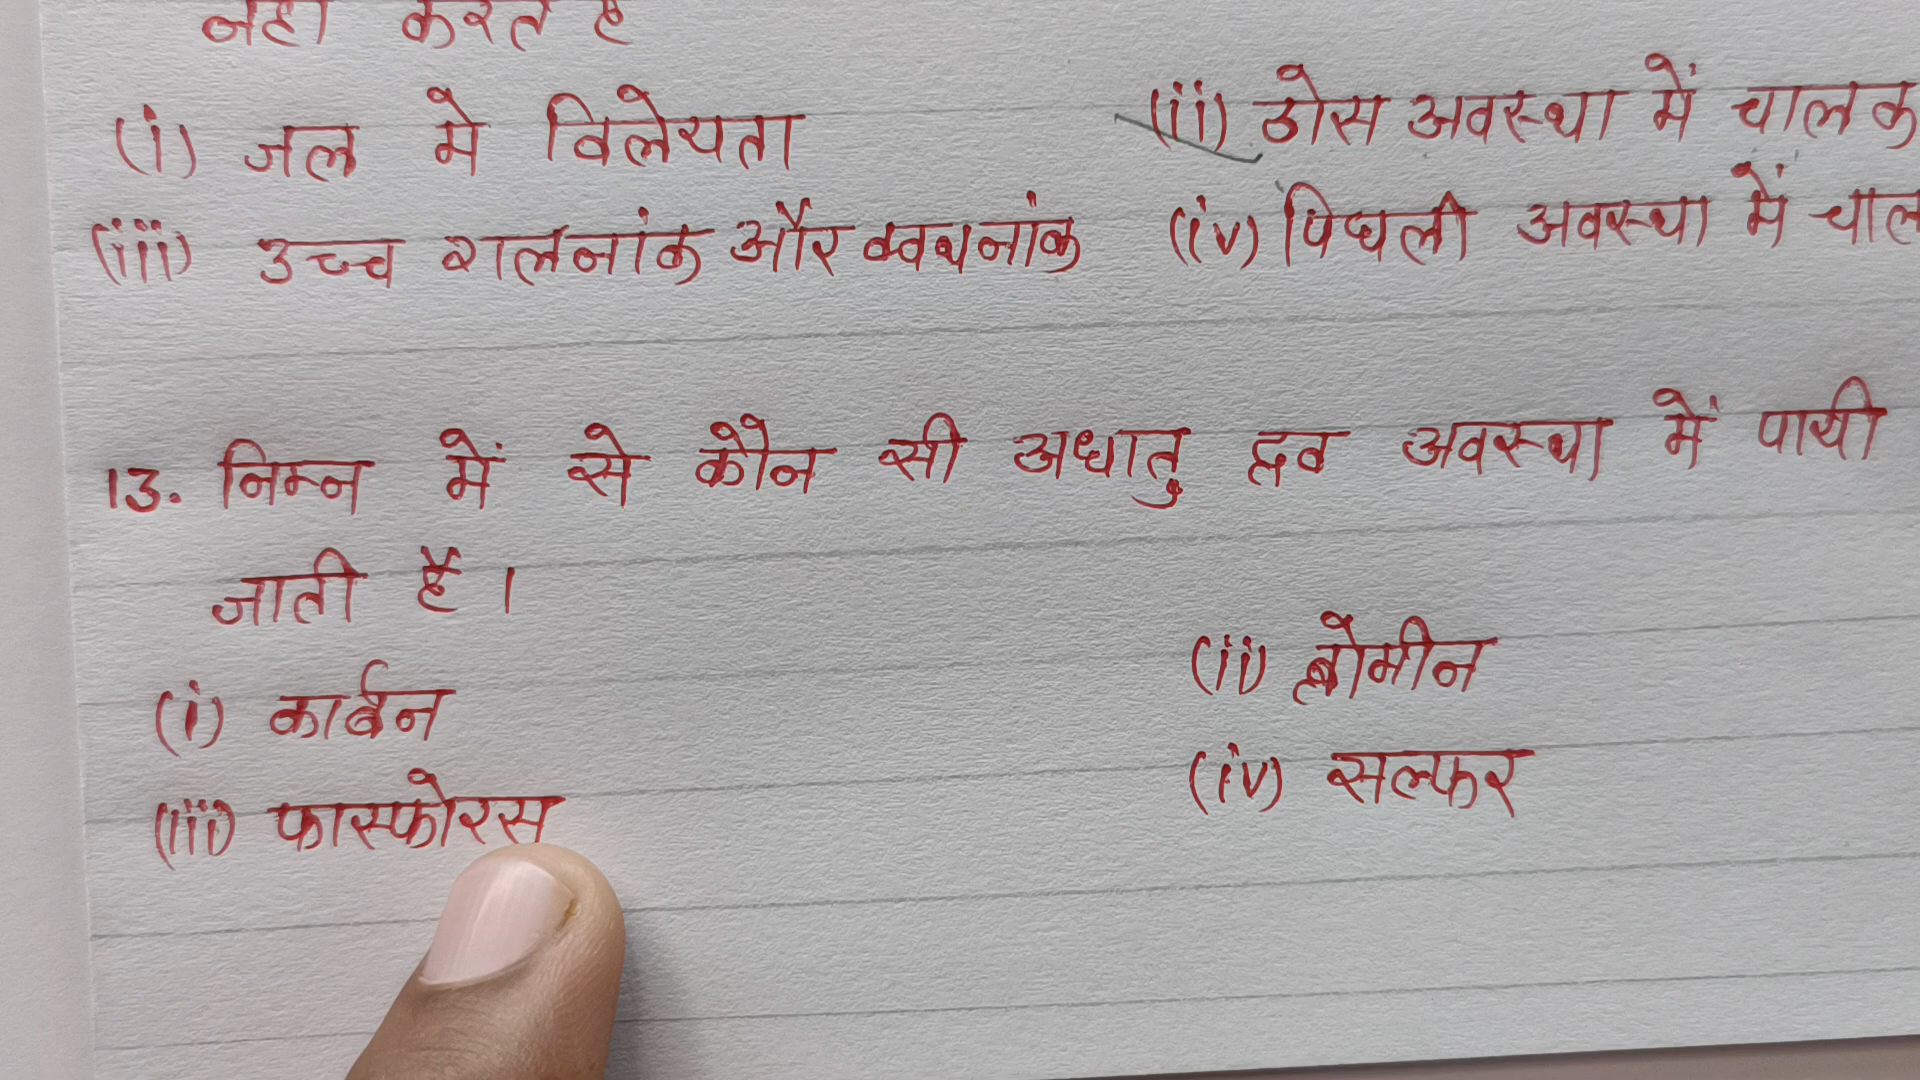 नहीं करते है
(i) जल मे विलेयता (ii) ठोस अवस्था में चालक
(iii) उच्च गलनांक और क्वथनांक (iv) पिघली अवस्था में चाल
13. निम्न में से कौन सी अधातु द्रव अवस्था में पायी
जाती है ।
(i) कार्बन (ii) ब्रोमीन
(iii) फास्फोरस (iv) सल्फर